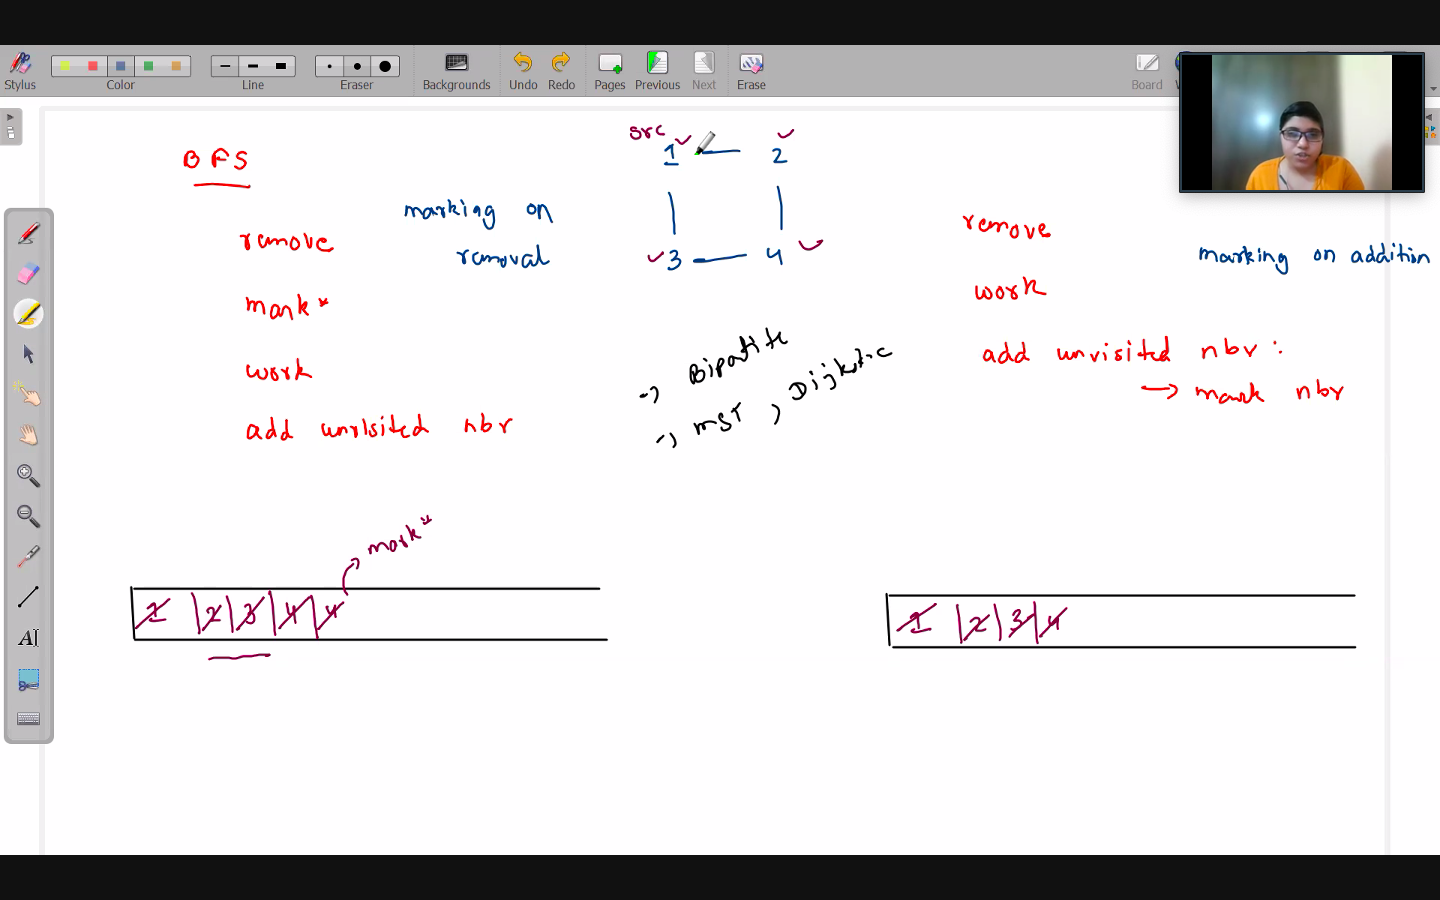 Stylus
Color
Line
Eraser
Backgrounds
Undo
Redo
Pages
Previous
Next
Erase
Board
BFS
src
1 2
3 4
marking on
removal
remove
mark*
work
add unvisited nbr
remove
work
add unvisited nbr :
→ mark nbr
marking on addition
→ Bipatite
→ MST , Dijkstra
mark*
1 | 2 | 3 | 4 | 4
1 | 2 | 3 | 4
AI